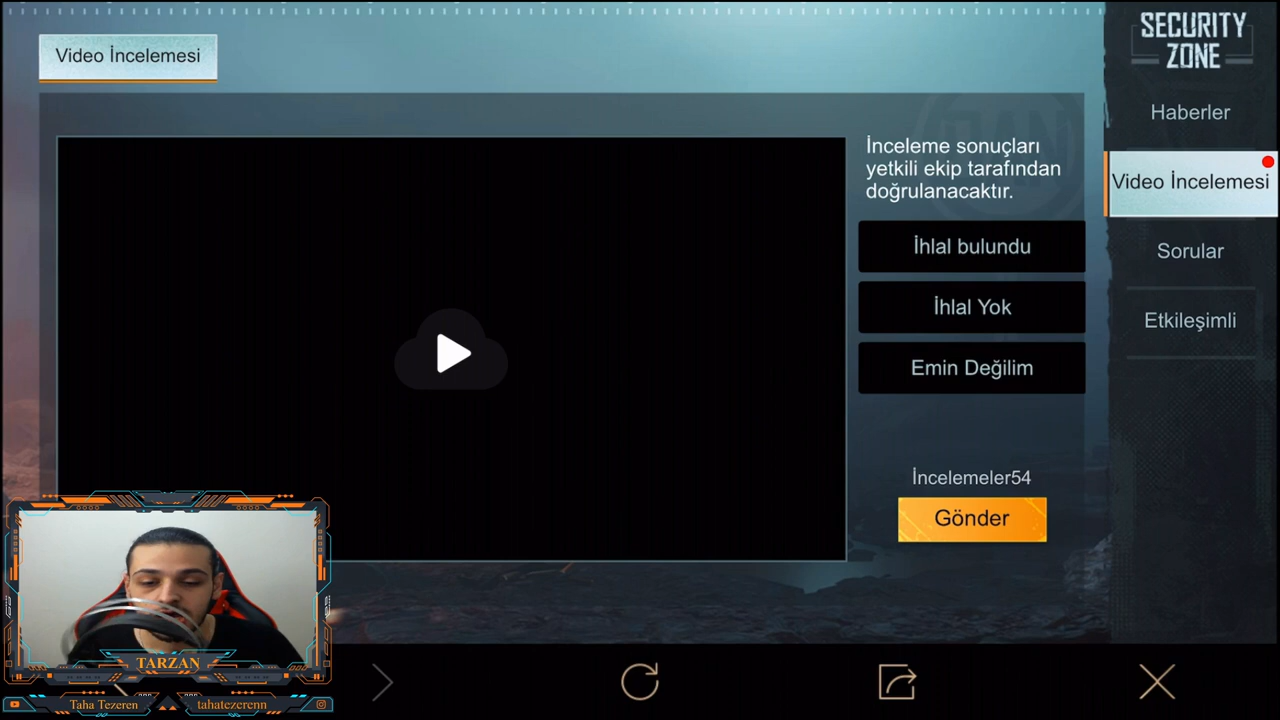 Video İncelemesi
SECURITY
ZONE
Haberler
Video İncelemesi
Sorular
Etkileşimli
İnceleme sonuçları
yetkili ekip tarafından
doğrulanacaktır.
İhlal bulundu
İhlal Yok
Emin Değilim
İncelemeler54
Gönder
TARZAN
Taha Tezeren
tahatezerenn